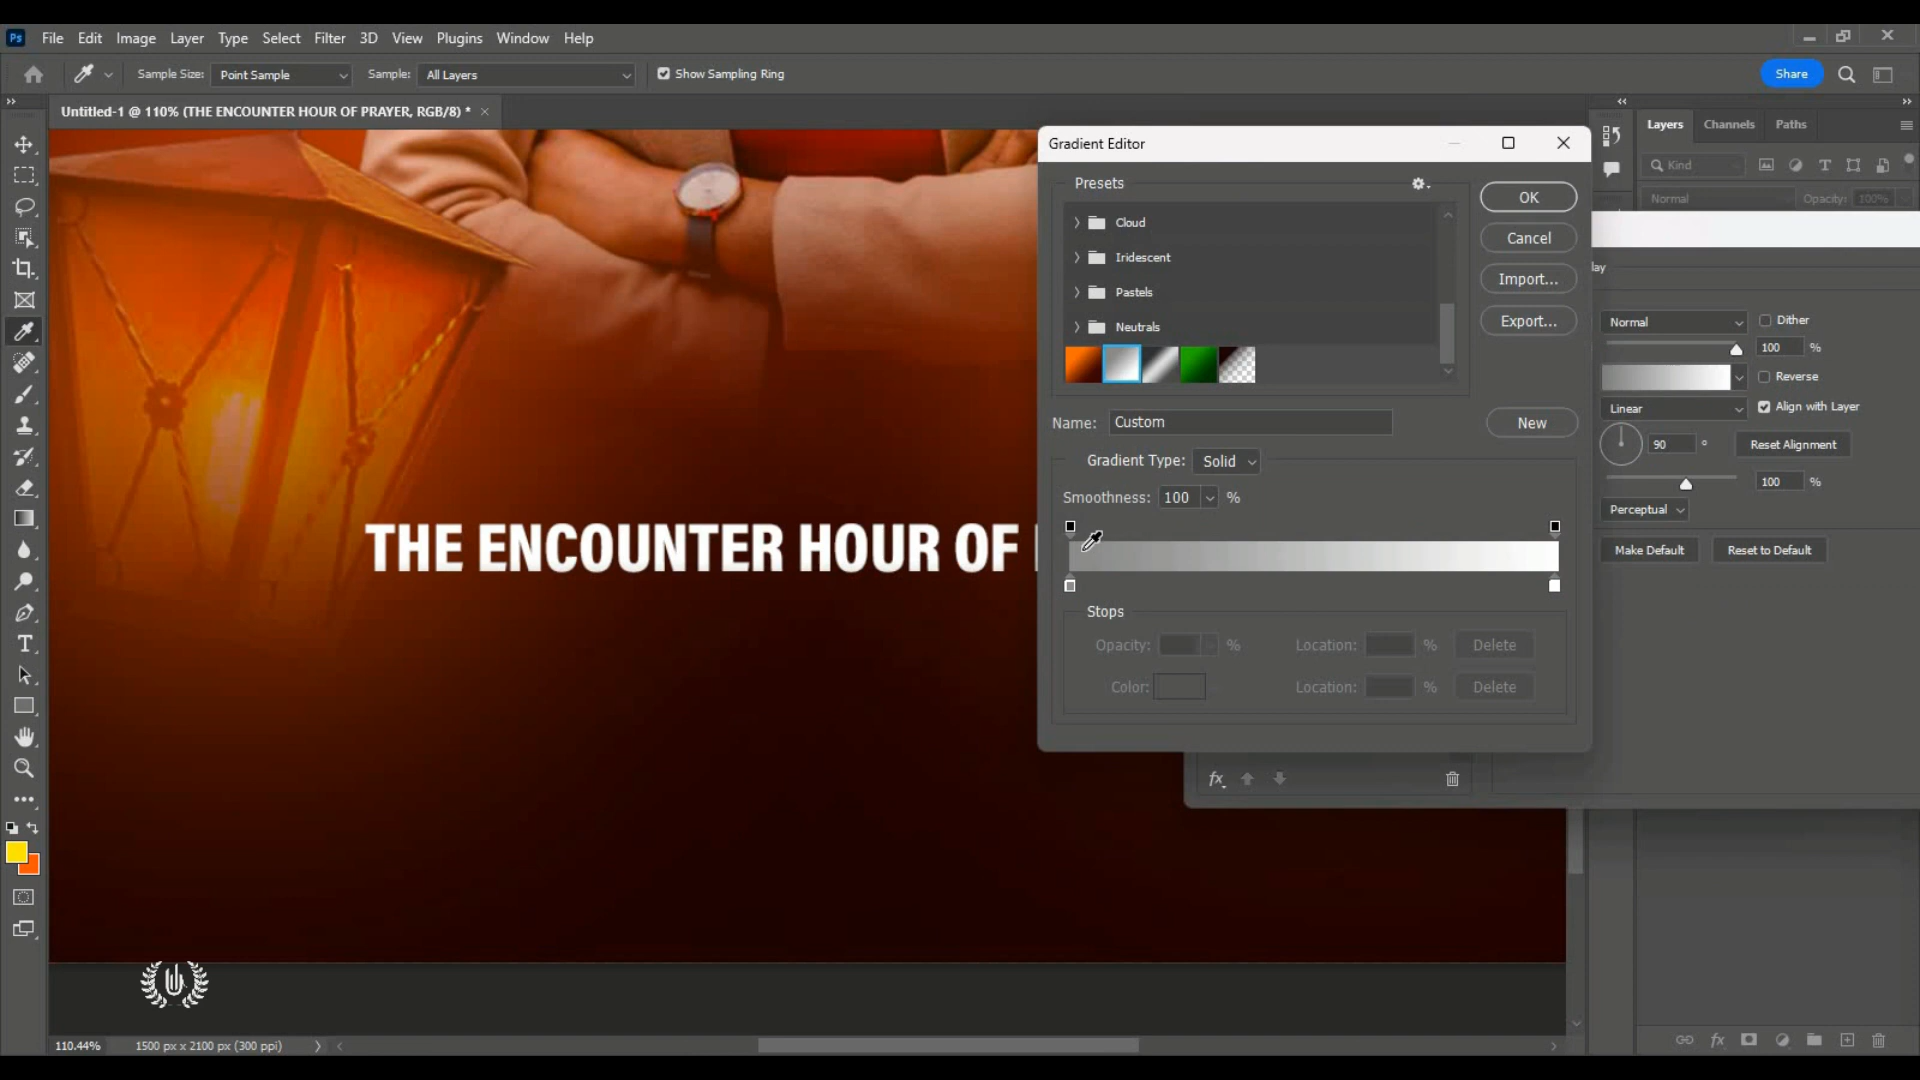 Ps File Edit Image Layer Type Select Filter 3D View Plugins Window Help
Sample Size: Point Sample Sample: All Layers Show Sampling Ring Share
Untitled-1 @ 110% (THE ENCOUNTER HOUR OF PRAYER, RGB/8) *
Layers Channels Paths
Kind
Normal Opacity: 100%
Gradient Editor
Presets
Cloud
Iridescent
Pastels
Neutrals
OK
Cancel
Import...
Export...
Name: Custom New
Gradient Type: Solid
Smoothness: 100 %
Stops
Opacity: % Location: % Delete
Color: Location: % Delete
lay
Normal Dither
100 %
Reverse
Linear Align with Layer
90 ° Reset Alignment
100 %
Perceptual
Make Default Reset to Default
THE ENCOUNTER HOUR OF
fx
T
110.44% 1500 px x 2100 px (300 ppi)
fx